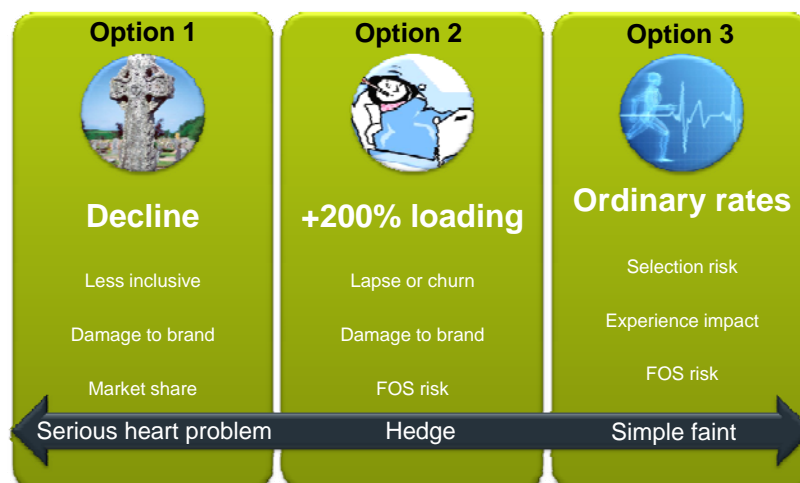 Option 1
Decline
Less inclusive
Damage to brand
Market share
Serious heart problem
Option 2
+200% loading
Lapse or churn
Damage to brand
FOS risk
Hedge
Option 3
Ordinary rates
Selection risk
Experience impact
FOS risk
Simple faint